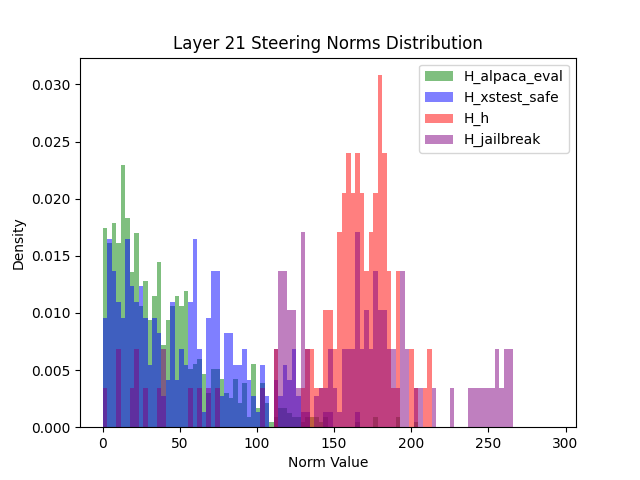 Layer 21 Steering Norms Distribution
H_alpaca_eval
H_xstest_safe
H_h
H_jailbreak
0.030
0.025
0.020
0.015
0.010
0.005
0.000
Density
0 50 100 150 200 250 300
Norm Value